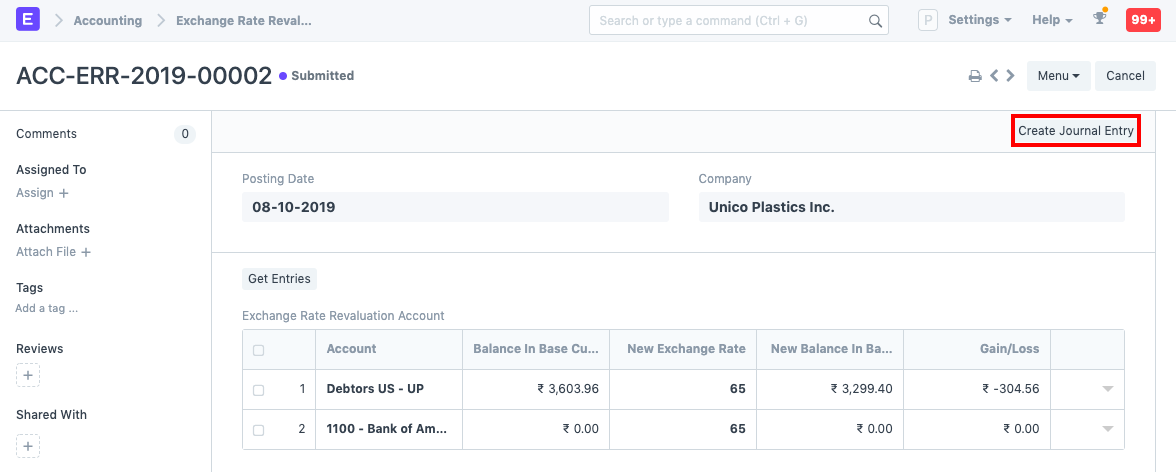 E Accounting Exchange Rate Reval... Search or type a command (Ctrl + G) P Settings Help 99+
ACC-ERR-2019-00002 Submitted Menu Cancel
Comments 0
Create Journal Entry
Assigned To
Assign +
Posting Date Company
08-10-2019 Unico Plastics Inc.
Attachments
Attach File +
Get Entries
Tags
Add a tag ...
Exchange Rate Revaluation Account
Reviews
+
Account Balance In Base Cu... New Exchange Rate New Balance In Ba... Gain/Loss
1 Debtors US - UP ₹ 3,603.96 65 ₹ 3,299.40 ₹ -304.56
Shared With
+
2 1100 - Bank of Am... ₹ 0.00 65 ₹ 0.00 ₹ 0.00